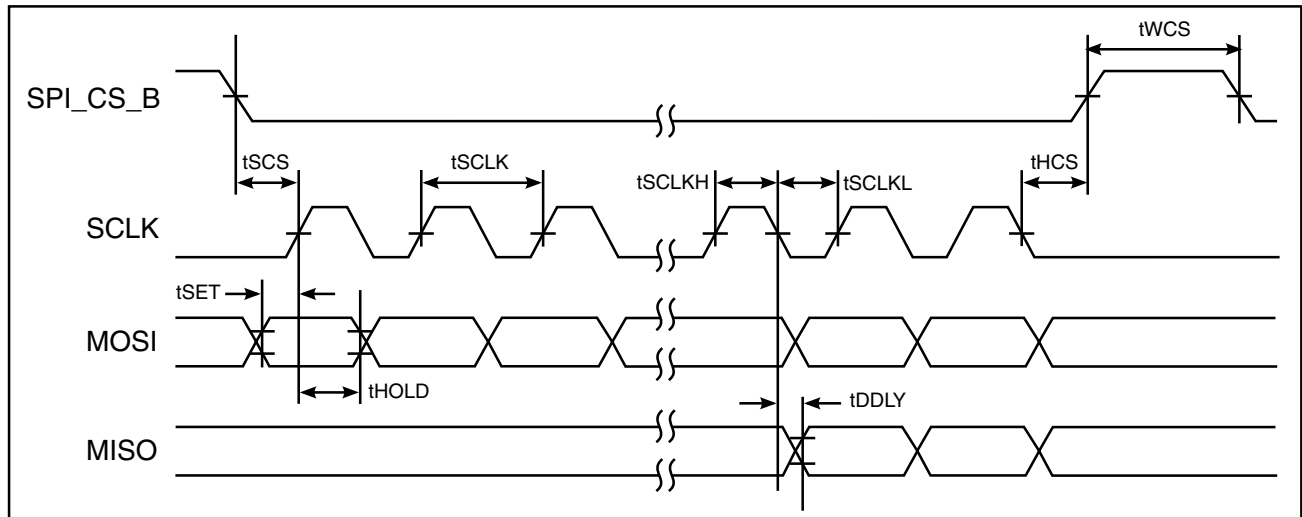 tWCS
SPI_CS_B
tSCS
tSCLK
tSCLKH
tSCLKL
tHCS
SCLK
tSET
MOSI
tHOLD
tDDLY
MISO